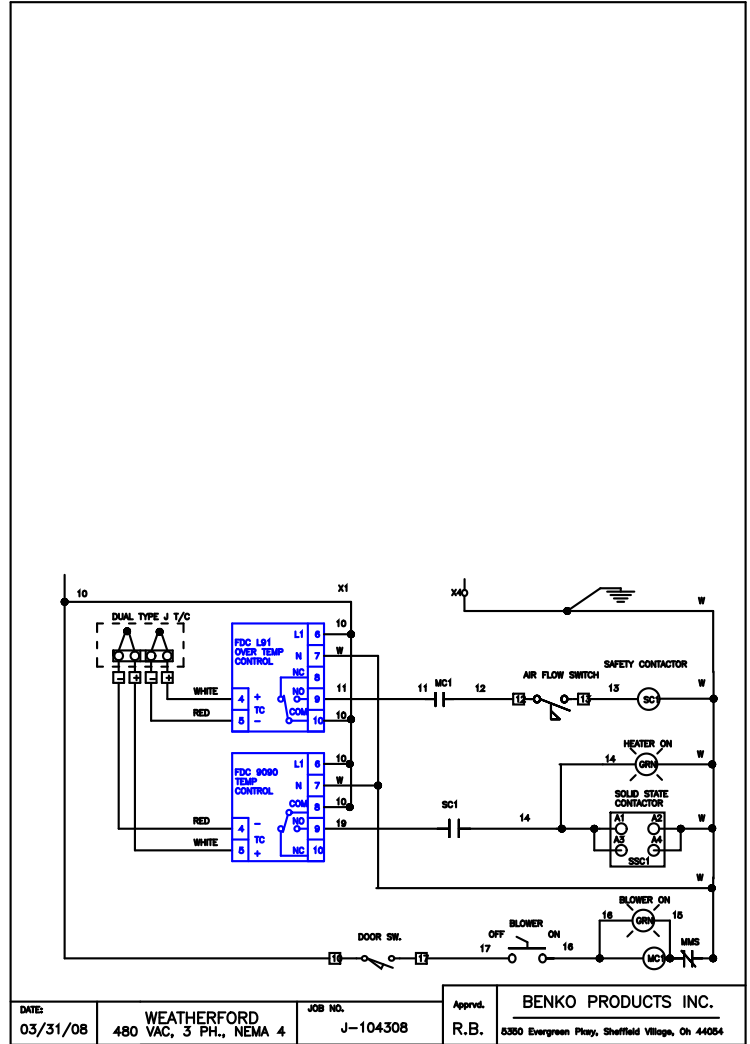 10
X1
X4
W
DUAL TYPE J T/C
- + - +
WHITE
RED
FDC L91
OVER TEMP
CONTROL
L1 6
N 7
NC 8
NO 9
COM 10
4 +
TC
5 -
10
W
11
10
11 MC1 12
AIR FLOW SWITCH
12 13
13
SAFETY CONTACTOR
SC1
W
HEATER ON
14 GRN W
FDC 9090
TEMP
CONTROL
L1 6
N 7
COM 8
NO 9
NC 10
4 -
TC
5 +
10
W
10
19
RED
WHITE
SC1
14
SOLID STATE
CONTACTOR
A1 A2
A3 A4
SSC1
W
W
BLOWER ON
16 GRN 15
DOOR SW.
10 17
BLOWER
OFF ON
17 16
MC1
MMS
DATE:
03/31/08
WEATHERFORD
480 VAC, 3 PH., NEMA 4
JOB NO.
J-104308
Apprvd.
R.B.
BENKO PRODUCTS INC.
5350 Evergreen Pkwy, Sheffield Village, Oh 44054